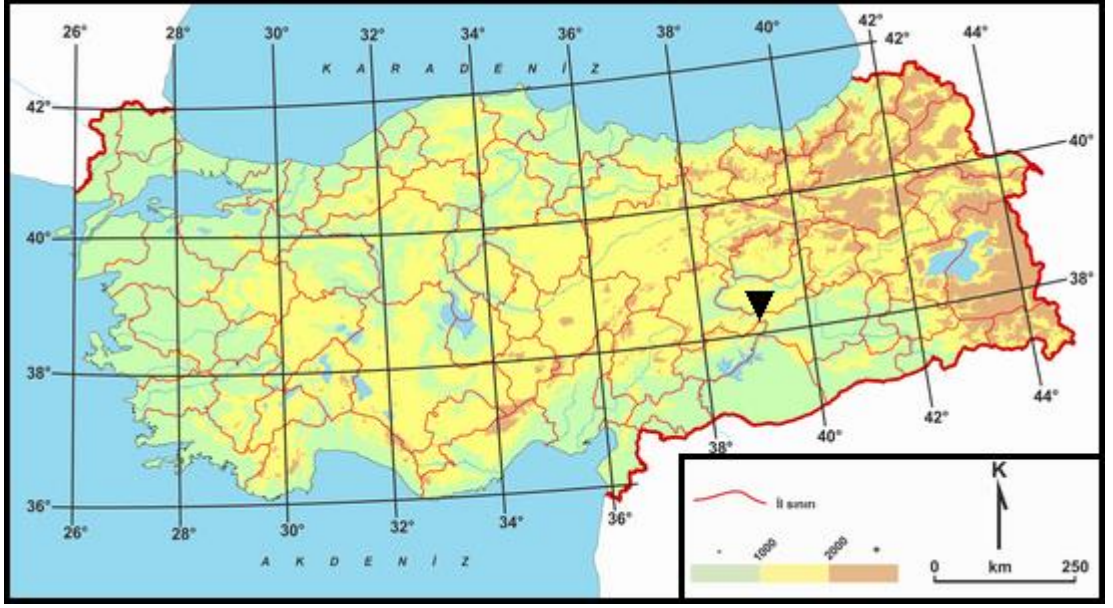 26° 28° 30° 32° 34° 36° 38° 40° 42° 44°
42°
K A R A D E N İ Z
42° 42°
40° 40°
38° 38°
36°
26° 28° 30° 32° 34° 36° 38° 40° 42° 44°
A K D E N İ Z
İl sınırı
K
- 1000 2000 +
0 km 250